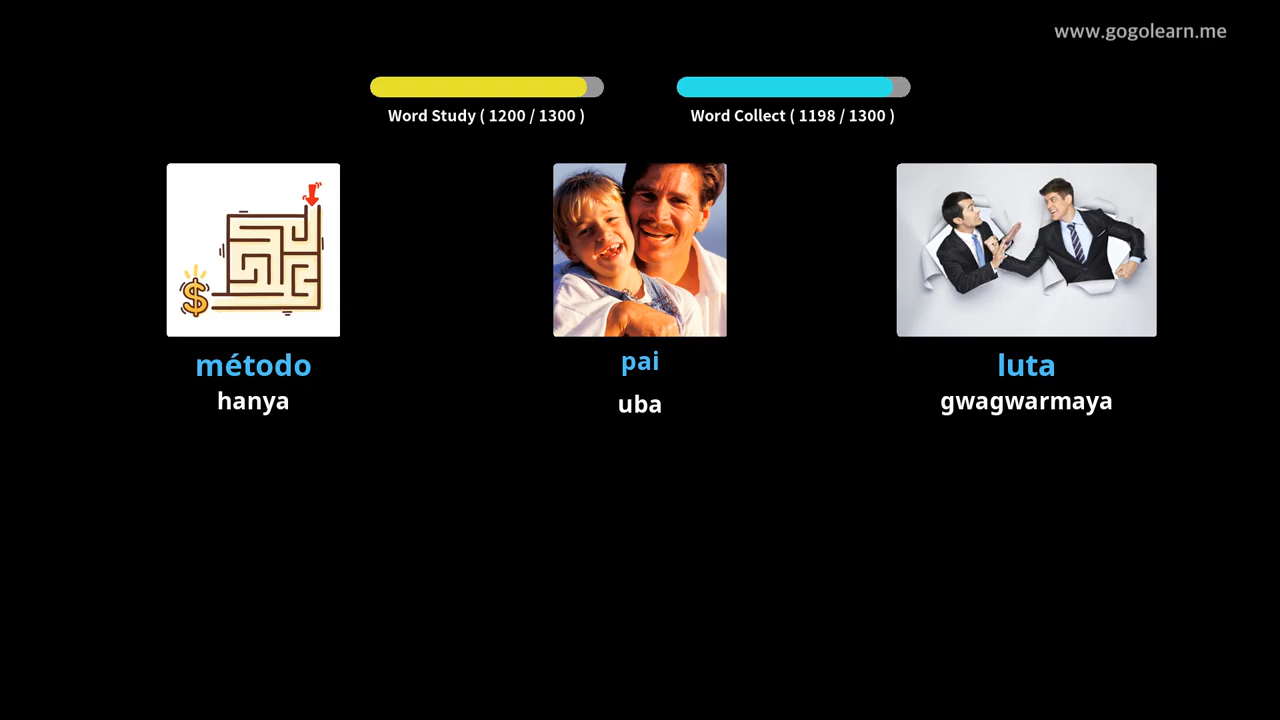 www.gogolearn.me
Word Study ( 1200 / 1300 )
Word Collect ( 1198 / 1300 )
$
método
hanya
pai
uba
luta
gwagwarmaya